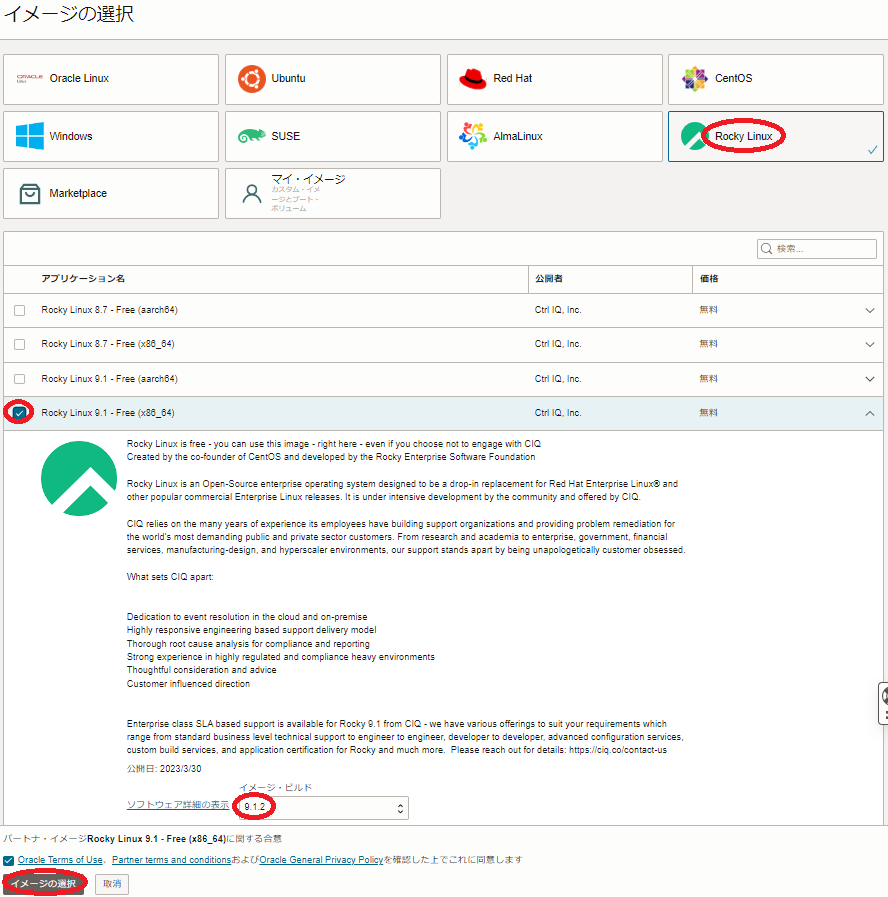 イメージの選択
Oracle Linux
Ubuntu
Red Hat
CentOS
Windows
SUSE
AlmaLinux
Rocky Linux
Marketplace
マイ・イメージ
カスタム・イメ
ージとブート・
ボリューム
検索...
アプリケーション名
公開者
価格
Rocky Linux 8.7 - Free (aarch64)
Ctrl IQ, Inc.
無料
Rocky Linux 8.7 - Free (x86_64)
Ctrl IQ, Inc.
無料
Rocky Linux 9.1 - Free (aarch64)
Ctrl IQ, Inc.
無料
Rocky Linux 9.1 - Free (x86_64)
Ctrl IQ, Inc.
無料
Rocky Linux is free - you can use this image - right here - even if you choose not to engage with CIQ
Created by the co-founder of CentOS and developed by the Rocky Enterprise Software Foundation
Rocky Linux is an Open-Source enterprise operating system designed to be a drop-in replacement for Red Hat Enterprise Linux® and
other popular commercial Enterprise Linux releases. It is under intensive development by the community and offered by CIQ.
CIQ relies on the many years of experience its employees have building support organizations and providing problem remediation for
the world's most demanding public and private sector customers. From research and academia to enterprise, government, financial
services, manufacturing-design, and hyperscaler environments, our support stands apart by being unapologetically customer obsessed.
What sets CIQ apart:
Dedication to event resolution in the cloud and on-premise
Highly responsive engineering based support delivery model
Thorough root cause analysis for compliance and reporting
Strong experience in highly regulated and compliance heavy environments
Thoughtful consideration and advice
Customer influenced direction
Enterprise class SLA based support is available for Rocky 9.1 from CIQ - we have various offerings to suit your requirements which
range from standard business level technical support to engineer to engineer, developer to developer, advanced configuration services,
custom build services, and application certification for Rocky and much more.  Please reach out for details: https://ciq.co/contact-us
公開日: 2023/3/30
イメージ・ビルド
ソフトウェア詳細の表示
9.1.2
パートナ・イメージRocky Linux 9.1 - Free (x86_64)に関する合意
Oracle Terms of Use、Partner terms and conditionsおよびOracle General Privacy Policyを確認した上でこれに同意します
イメージの選択
取消